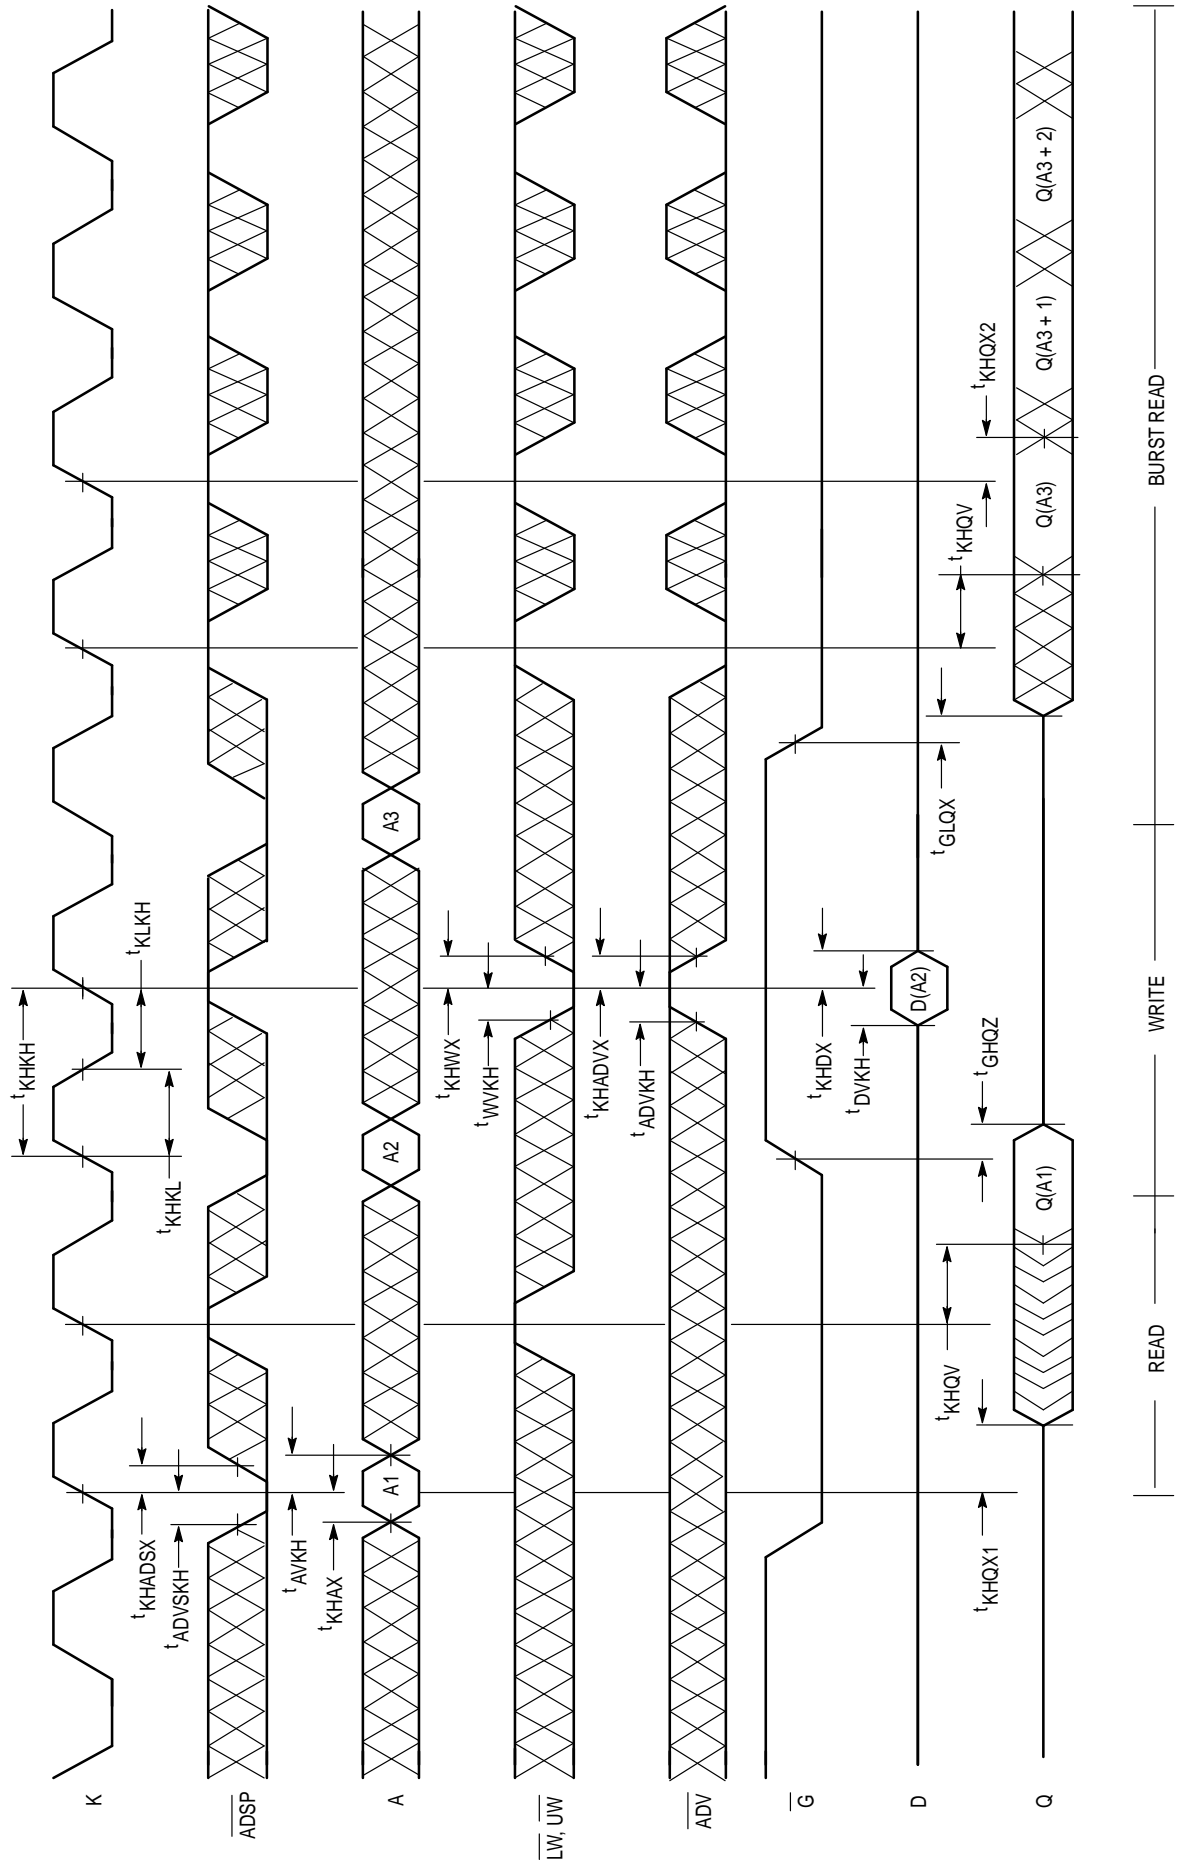 K
tKHKH
tKHKL
tKLKH
ADSP
tKHADSX
tADVSKH
A
A1
A2
A3
tAVKH
tKHAX
LW, UW
tKHWX
tWVKH
ADV
tKHADVX
tADVKH
G
D
D(A2)
tKHDX
tDVKH
tGLQX
Q
tKHQX1
tKHQV
Q(A1)
tGHQZ
tKHQV
Q(A3)
tKHQX2
Q(A3 + 1)
Q(A3 + 2)
READ
WRITE
BURST READ